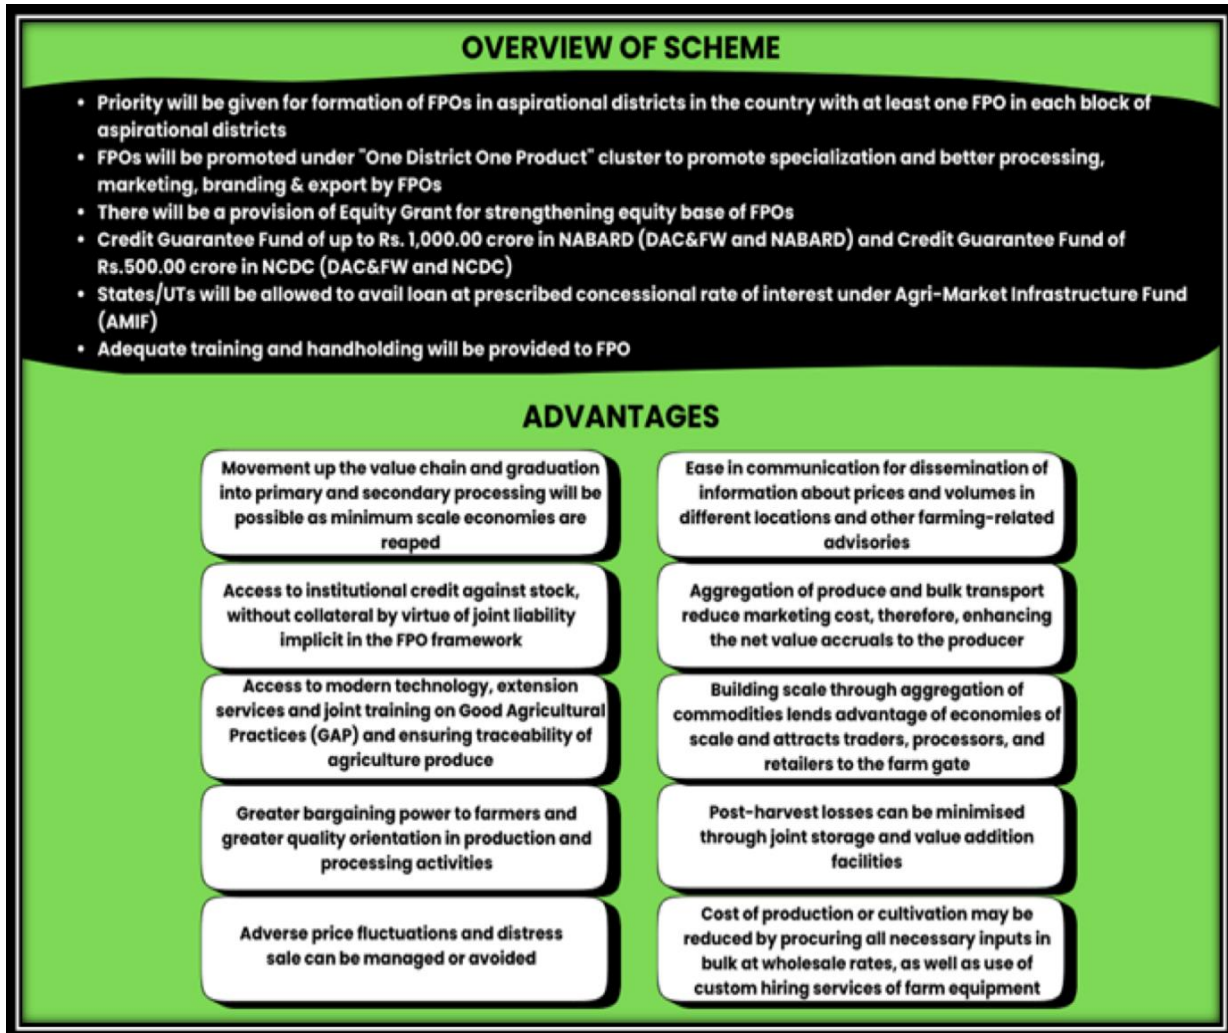 OVERVIEW OF SCHEME
• Priority will be given for formation of FPOs in aspirational districts in the country with at least one FPO in each block of
aspirational districts
• FPOs will be promoted under "One District One Product" cluster to promote specialization and better processing,
marketing, branding & export by FPOs
• There will be a provision of Equity Grant for strengthening equity base of FPOs
• Credit Guarantee Fund of up to Rs. 1,000.00 crore in NABARD (DAC&FW and NABARD) and Credit Guarantee Fund of
Rs.500.00 crore in NCDC (DAC&FW and NCDC)
• States/UTs will be allowed to avail loan at prescribed concessional rate of interest under Agri-Market Infrastructure Fund
(AMIF)
• Adequate training and handholding will be provided to FPO
ADVANTAGES
Movement up the value chain and graduation
into primary and secondary processing will be
possible as minimum scale economies are
reaped
Ease in communication for dissemination of
information about prices and volumes in
different locations and other farming-related
advisories
Access to institutional credit against stock,
without collateral by virtue of joint liability
implicit in the FPO framework
Aggregation of produce and bulk transport
reduce marketing cost, therefore, enhancing
the net value accruals to the producer
Access to modern technology, extension
services and joint training on Good Agricultural
Practices (GAP) and ensuring traceability of
agriculture produce
Building scale through aggregation of
commodities lends advantage of economies of
scale and attracts traders, processors, and
retailers to the farm gate
Greater bargaining power to farmers and
greater quality orientation in production and
processing activities
Post-harvest losses can be minimised
through joint storage and value addition
facilities
Adverse price fluctuations and distress
sale can be managed or avoided
Cost of production or cultivation may be
reduced by procuring all necessary inputs in
bulk at wholesale rates, as well as use of
custom hiring services of farm equipment